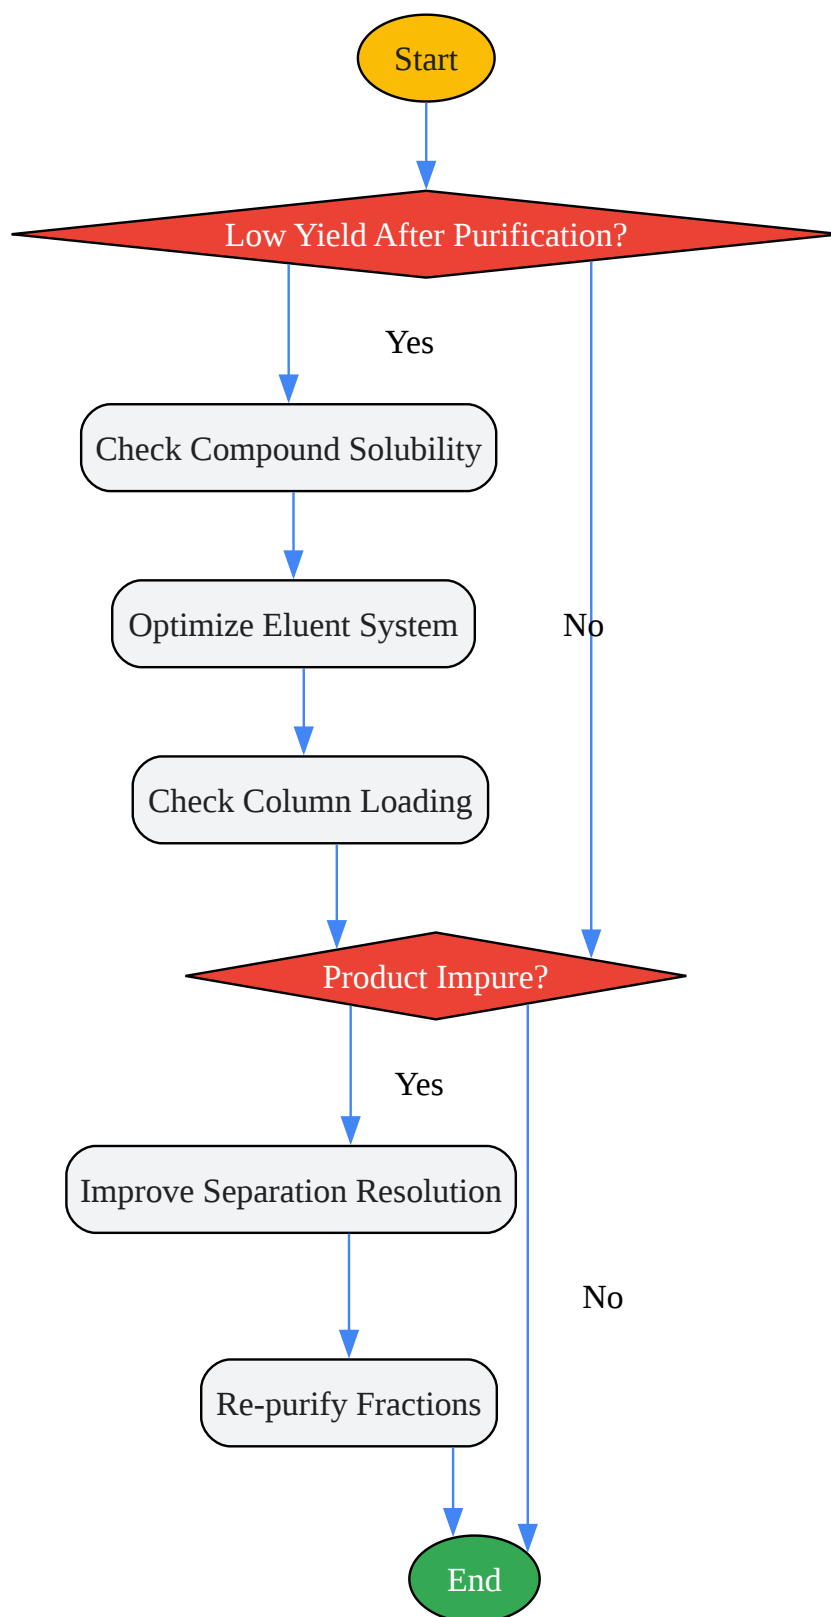 Start
Low Yield After Purification?
Yes
Check Compound Solubility
Optimize Eluent System
No
Check Column Loading
Product Impure?
Yes
Improve Separation Resolution
No
Re-purify Fractions
End